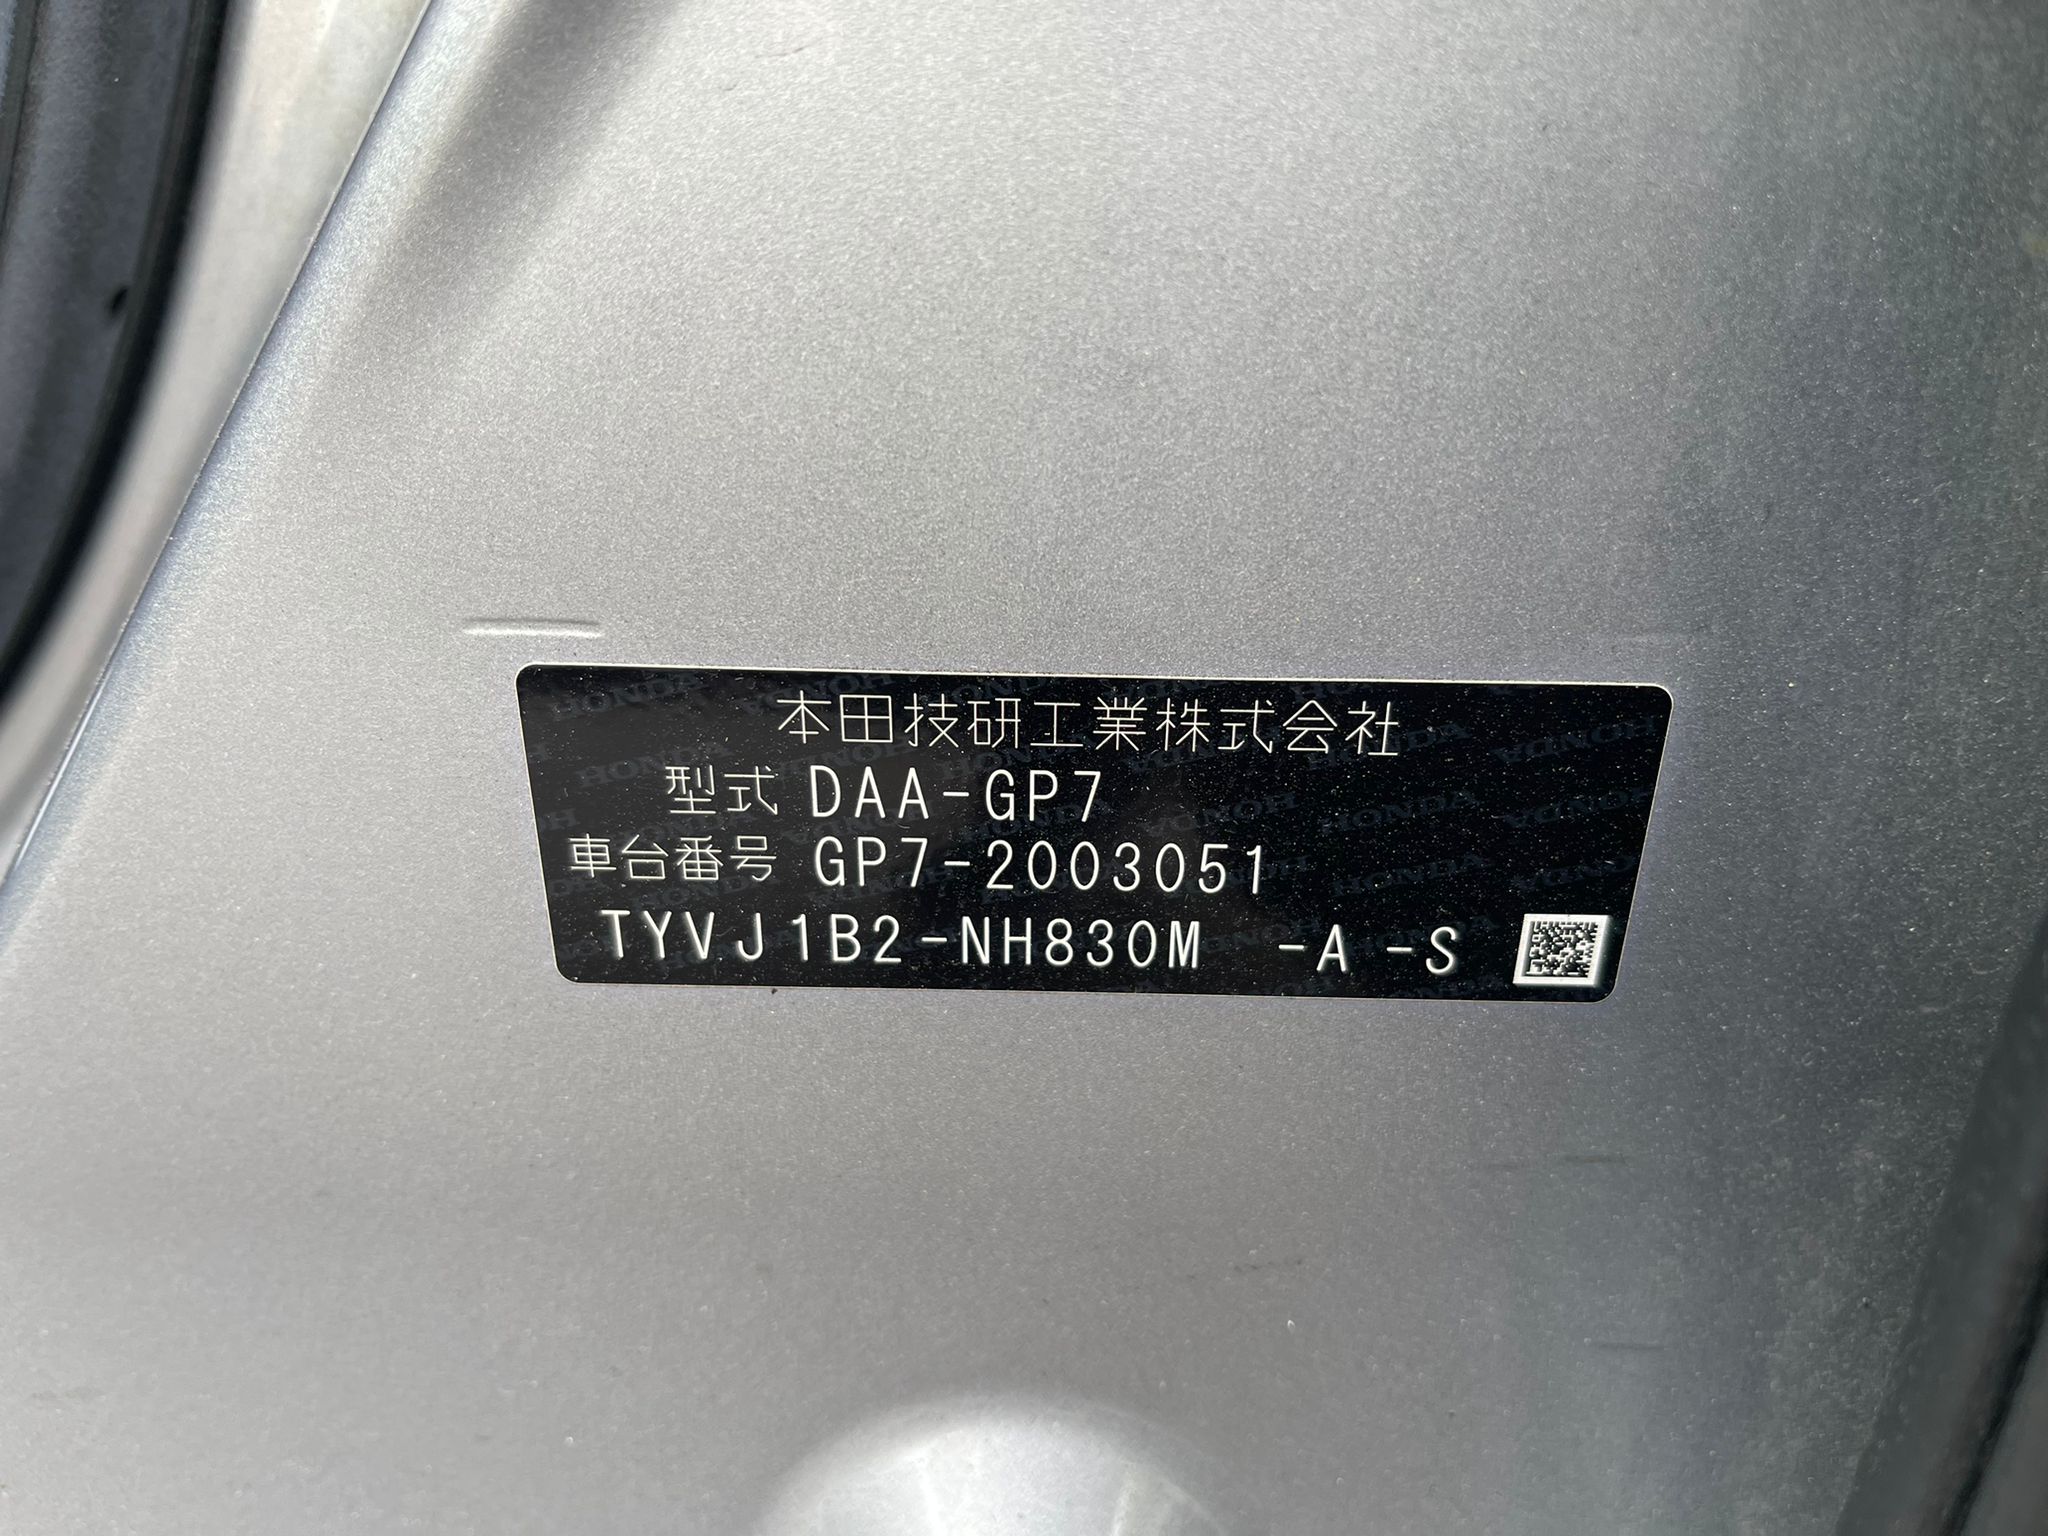 本田技研工業株式会社
型式 DAA-GP7
車台番号 GP7-2003051
TYVJ1B2-NH830M -A-S